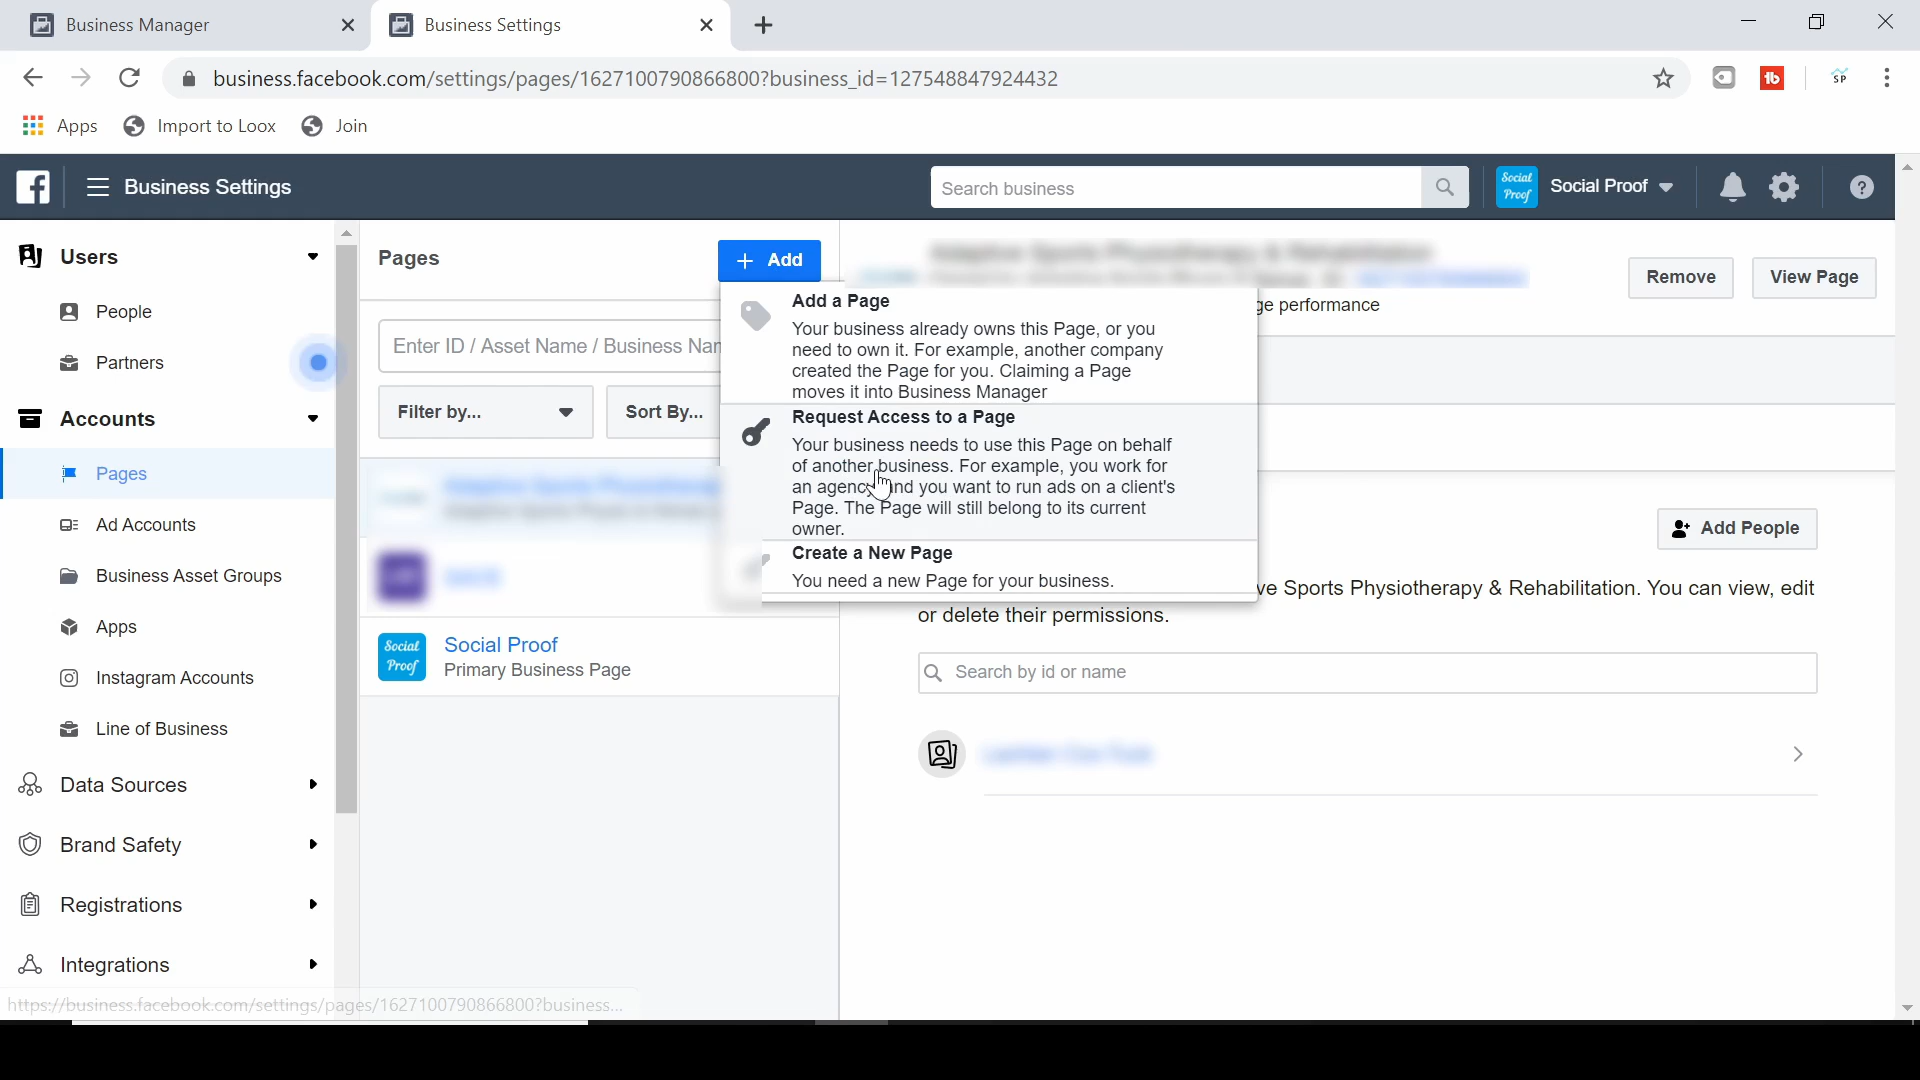 Business Manager
Business Settings
business.facebook.com/settings/pages/1627100790866800?business_id=127548847924432
Apps
Import to Loox
Join
tb
SP
Business Settings
Search business
Social Proof
Social Proof
Users
People
Partners
Accounts
Pages
Ad Accounts
Business Asset Groups
Apps
Instagram Accounts
Line of Business
Data Sources
Brand Safety
Registrations
Integrations
https://business.facebook.com/settings/pages/1627100790866800?business...
Pages
+ Add
Enter ID / Asset Name / Business Nan
Filter by...
Sort By...
Social Proof
Social Proof
Primary Business Page
Add a Page
Your business already owns this Page, or you
need to own it. For example, another company
created the Page for you. Claiming a Page
moves it into Business Manager
Request Access to a Page
Your business needs to use this Page on behalf
of another business. For example, you work for
an agency and you want to run ads on a client's
Page. The Page will still belong to its current
owner.
Create a New Page
You need a new Page for your business.
ge performance
Remove
View Page
Add People
ve Sports Physiotherapy & Rehabilitation. You can view, edit
or delete their permissions.
Search by id or name